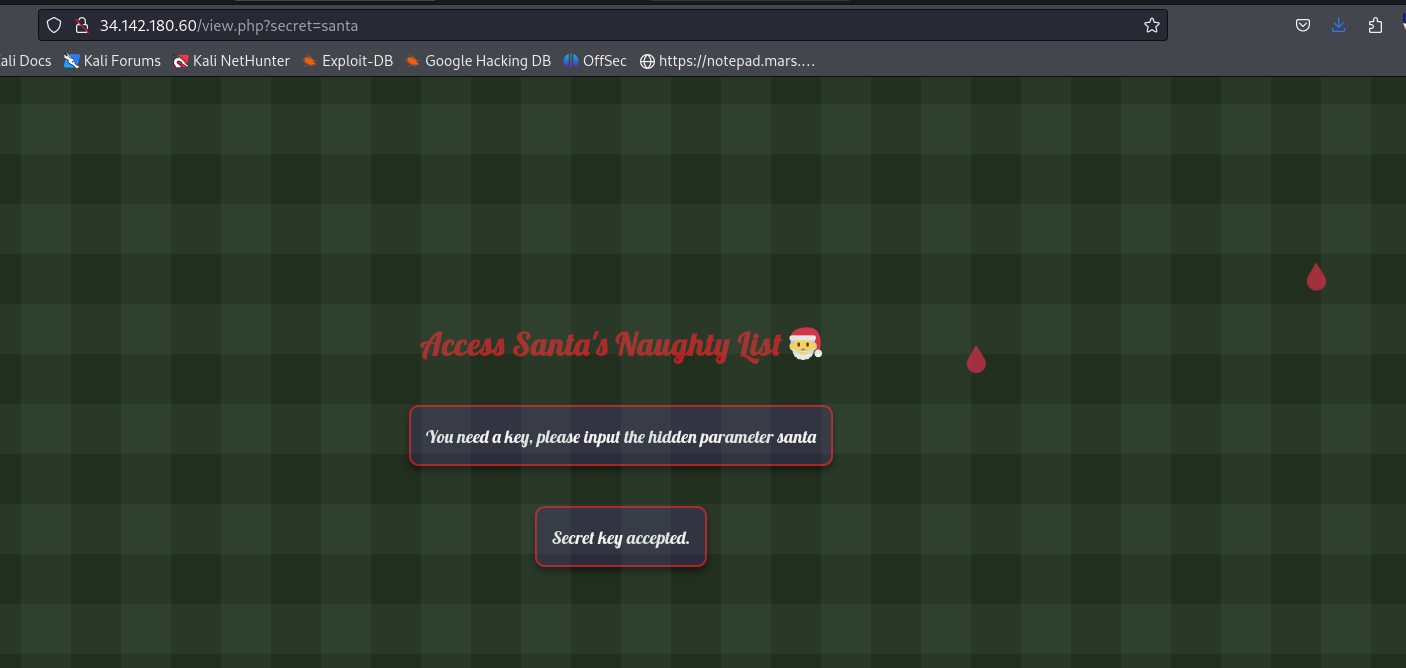 34.142.180.60/view.php?secret=santa
ali Docs Kali Forums Kali NetHunter Exploit-DB Google Hacking DB OffSec https://notepad.mars.…
Access Santa's Naughty List
You need a key, please input the hidden parameter santa
Secret key accepted.